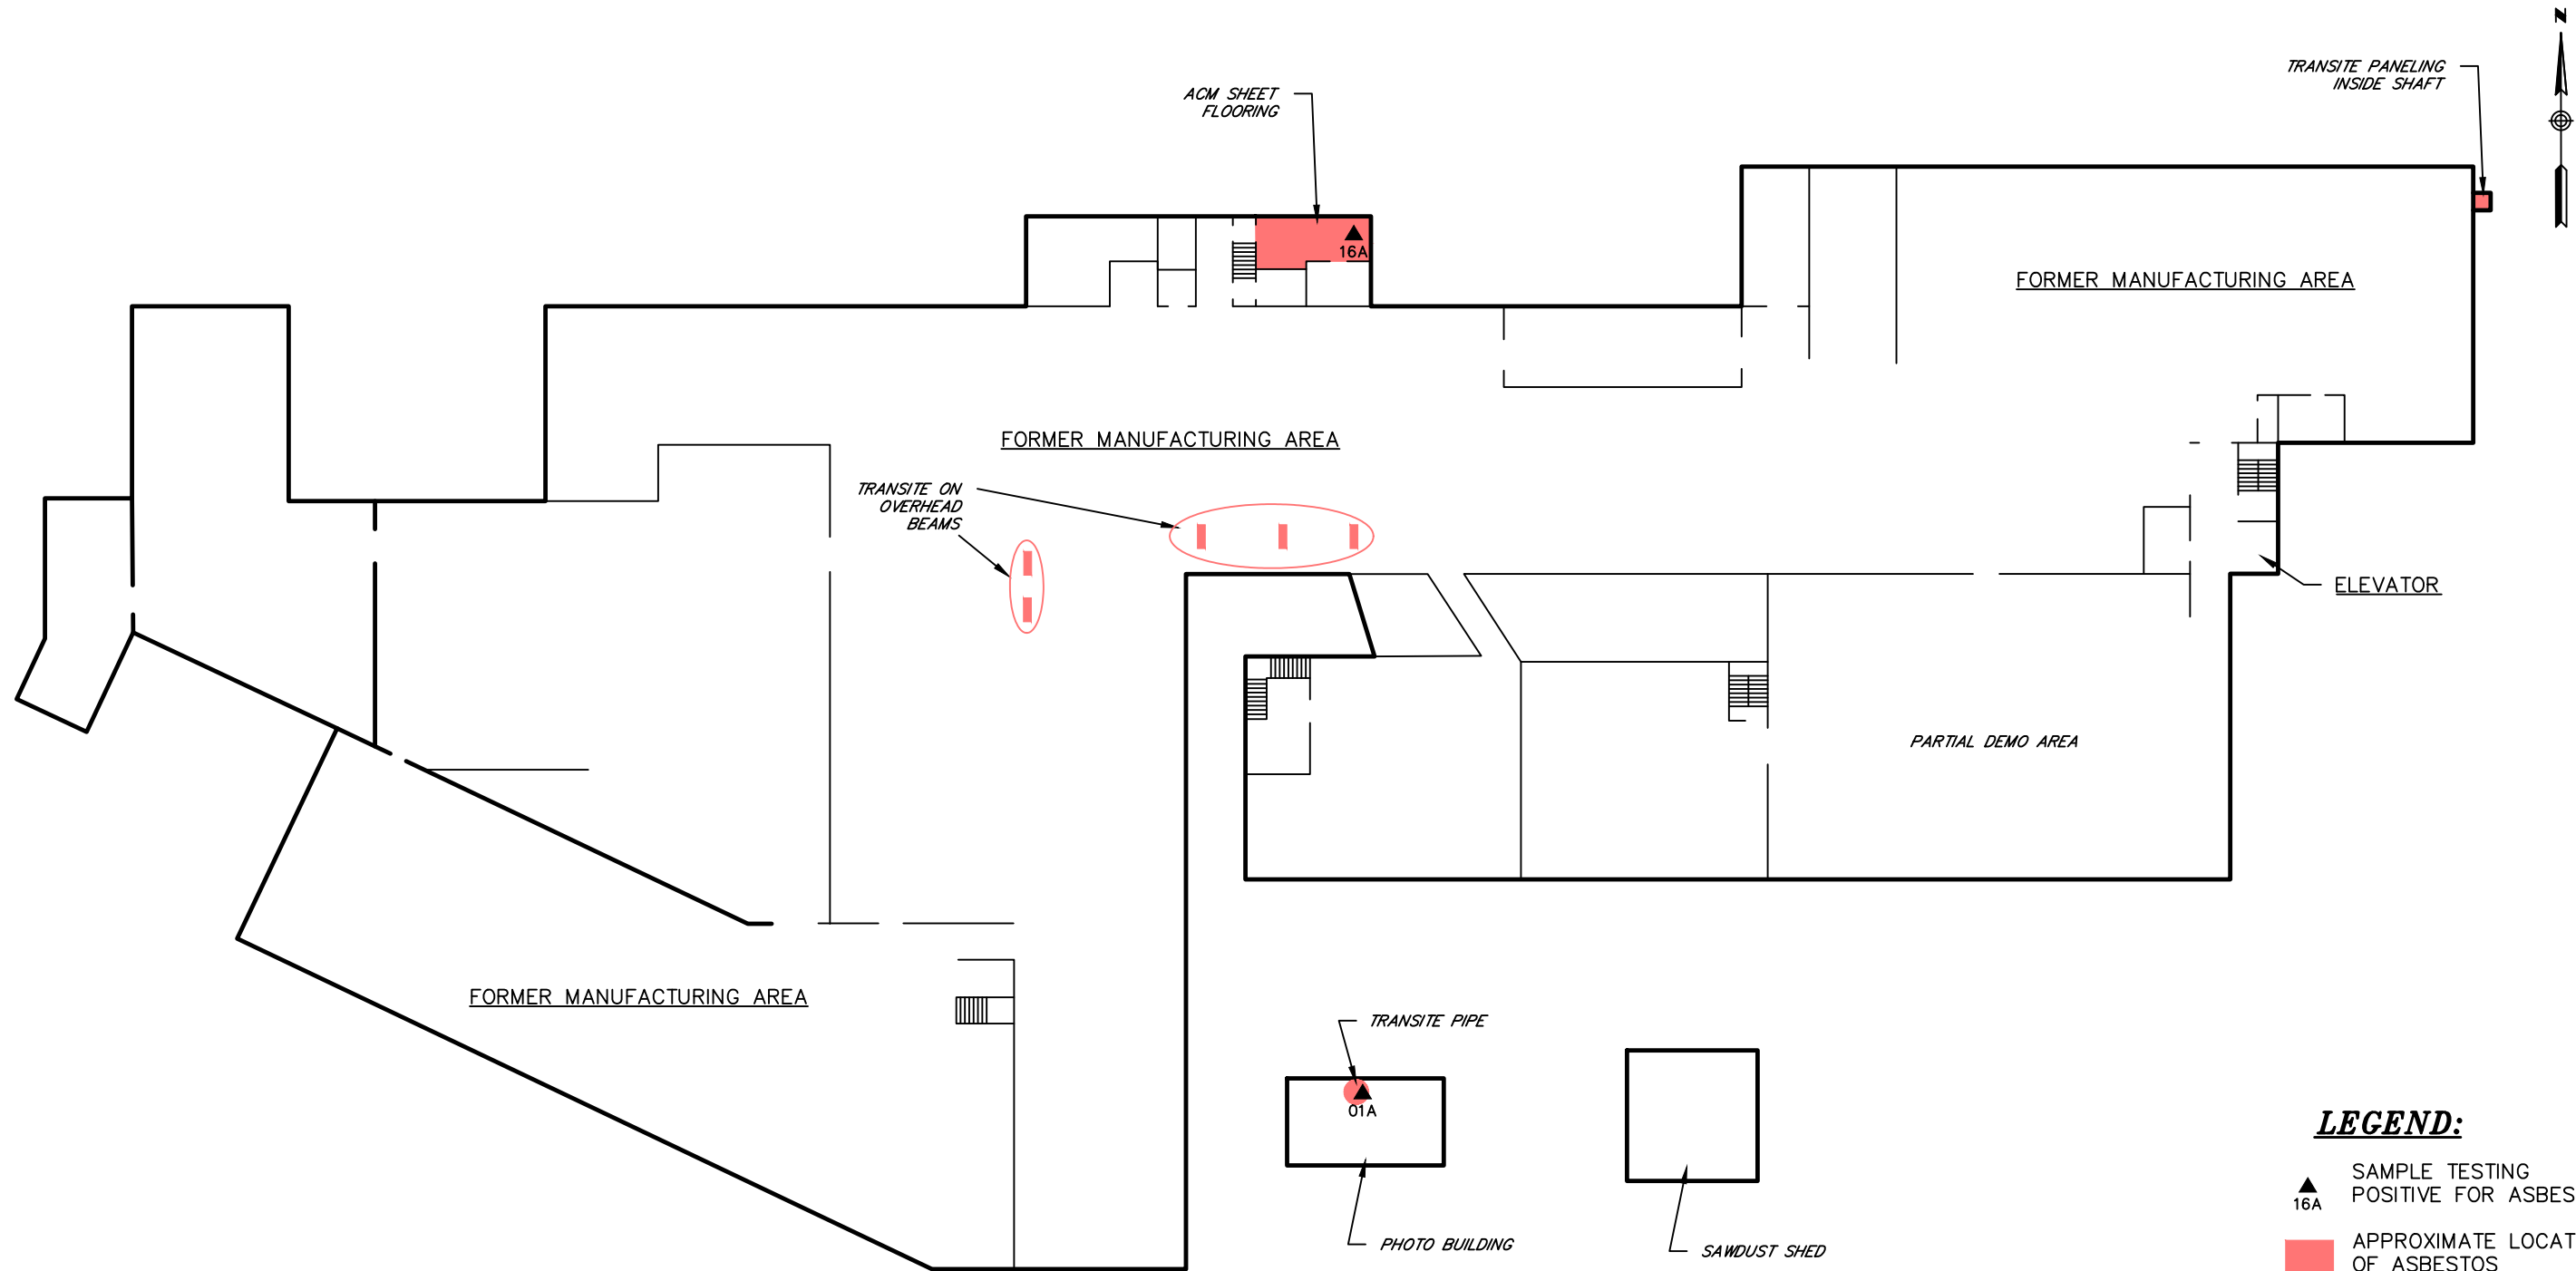 N
TRANSITE PANELING
INSIDE SHAFT
ACM SHEET
FLOORING
16A
FORMER MANUFACTURING AREA
FORMER MANUFACTURING AREA
TRANSITE ON
OVERHEAD
BEAMS
ELEVATOR
PARTIAL DEMO AREA
FORMER MANUFACTURING AREA
TRANSITE PIPE
01A
PHOTO BUILDING
SAWDUST SHED
LEGEND:
16A
SAMPLE TESTING
POSITIVE FOR ASBES
APPROXIMATE LOCAT
OF ASBESTOS